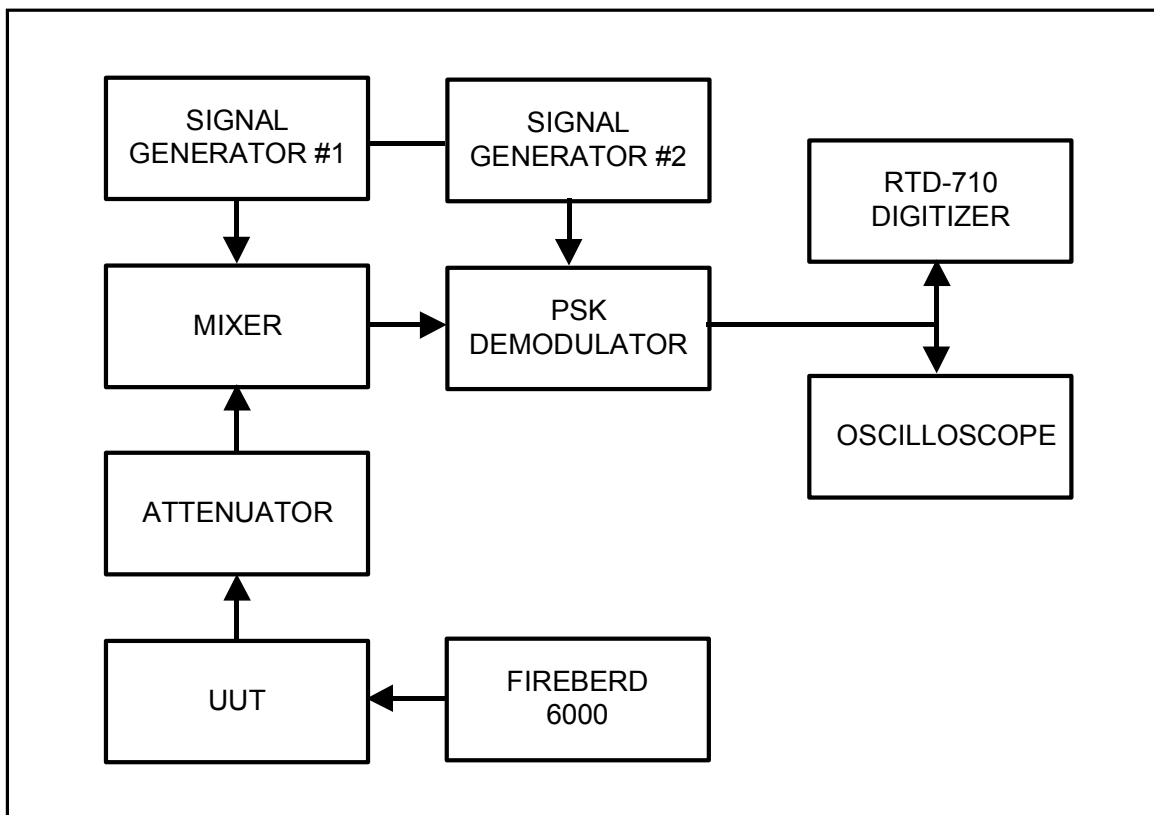 SIGNAL
GENERATOR #1
SIGNAL
GENERATOR #2
RTD-710
DIGITIZER
MIXER
PSK
DEMODULATOR
OSCILLOSCOPE
ATTENUATOR
UUT
FIREBERD
6000